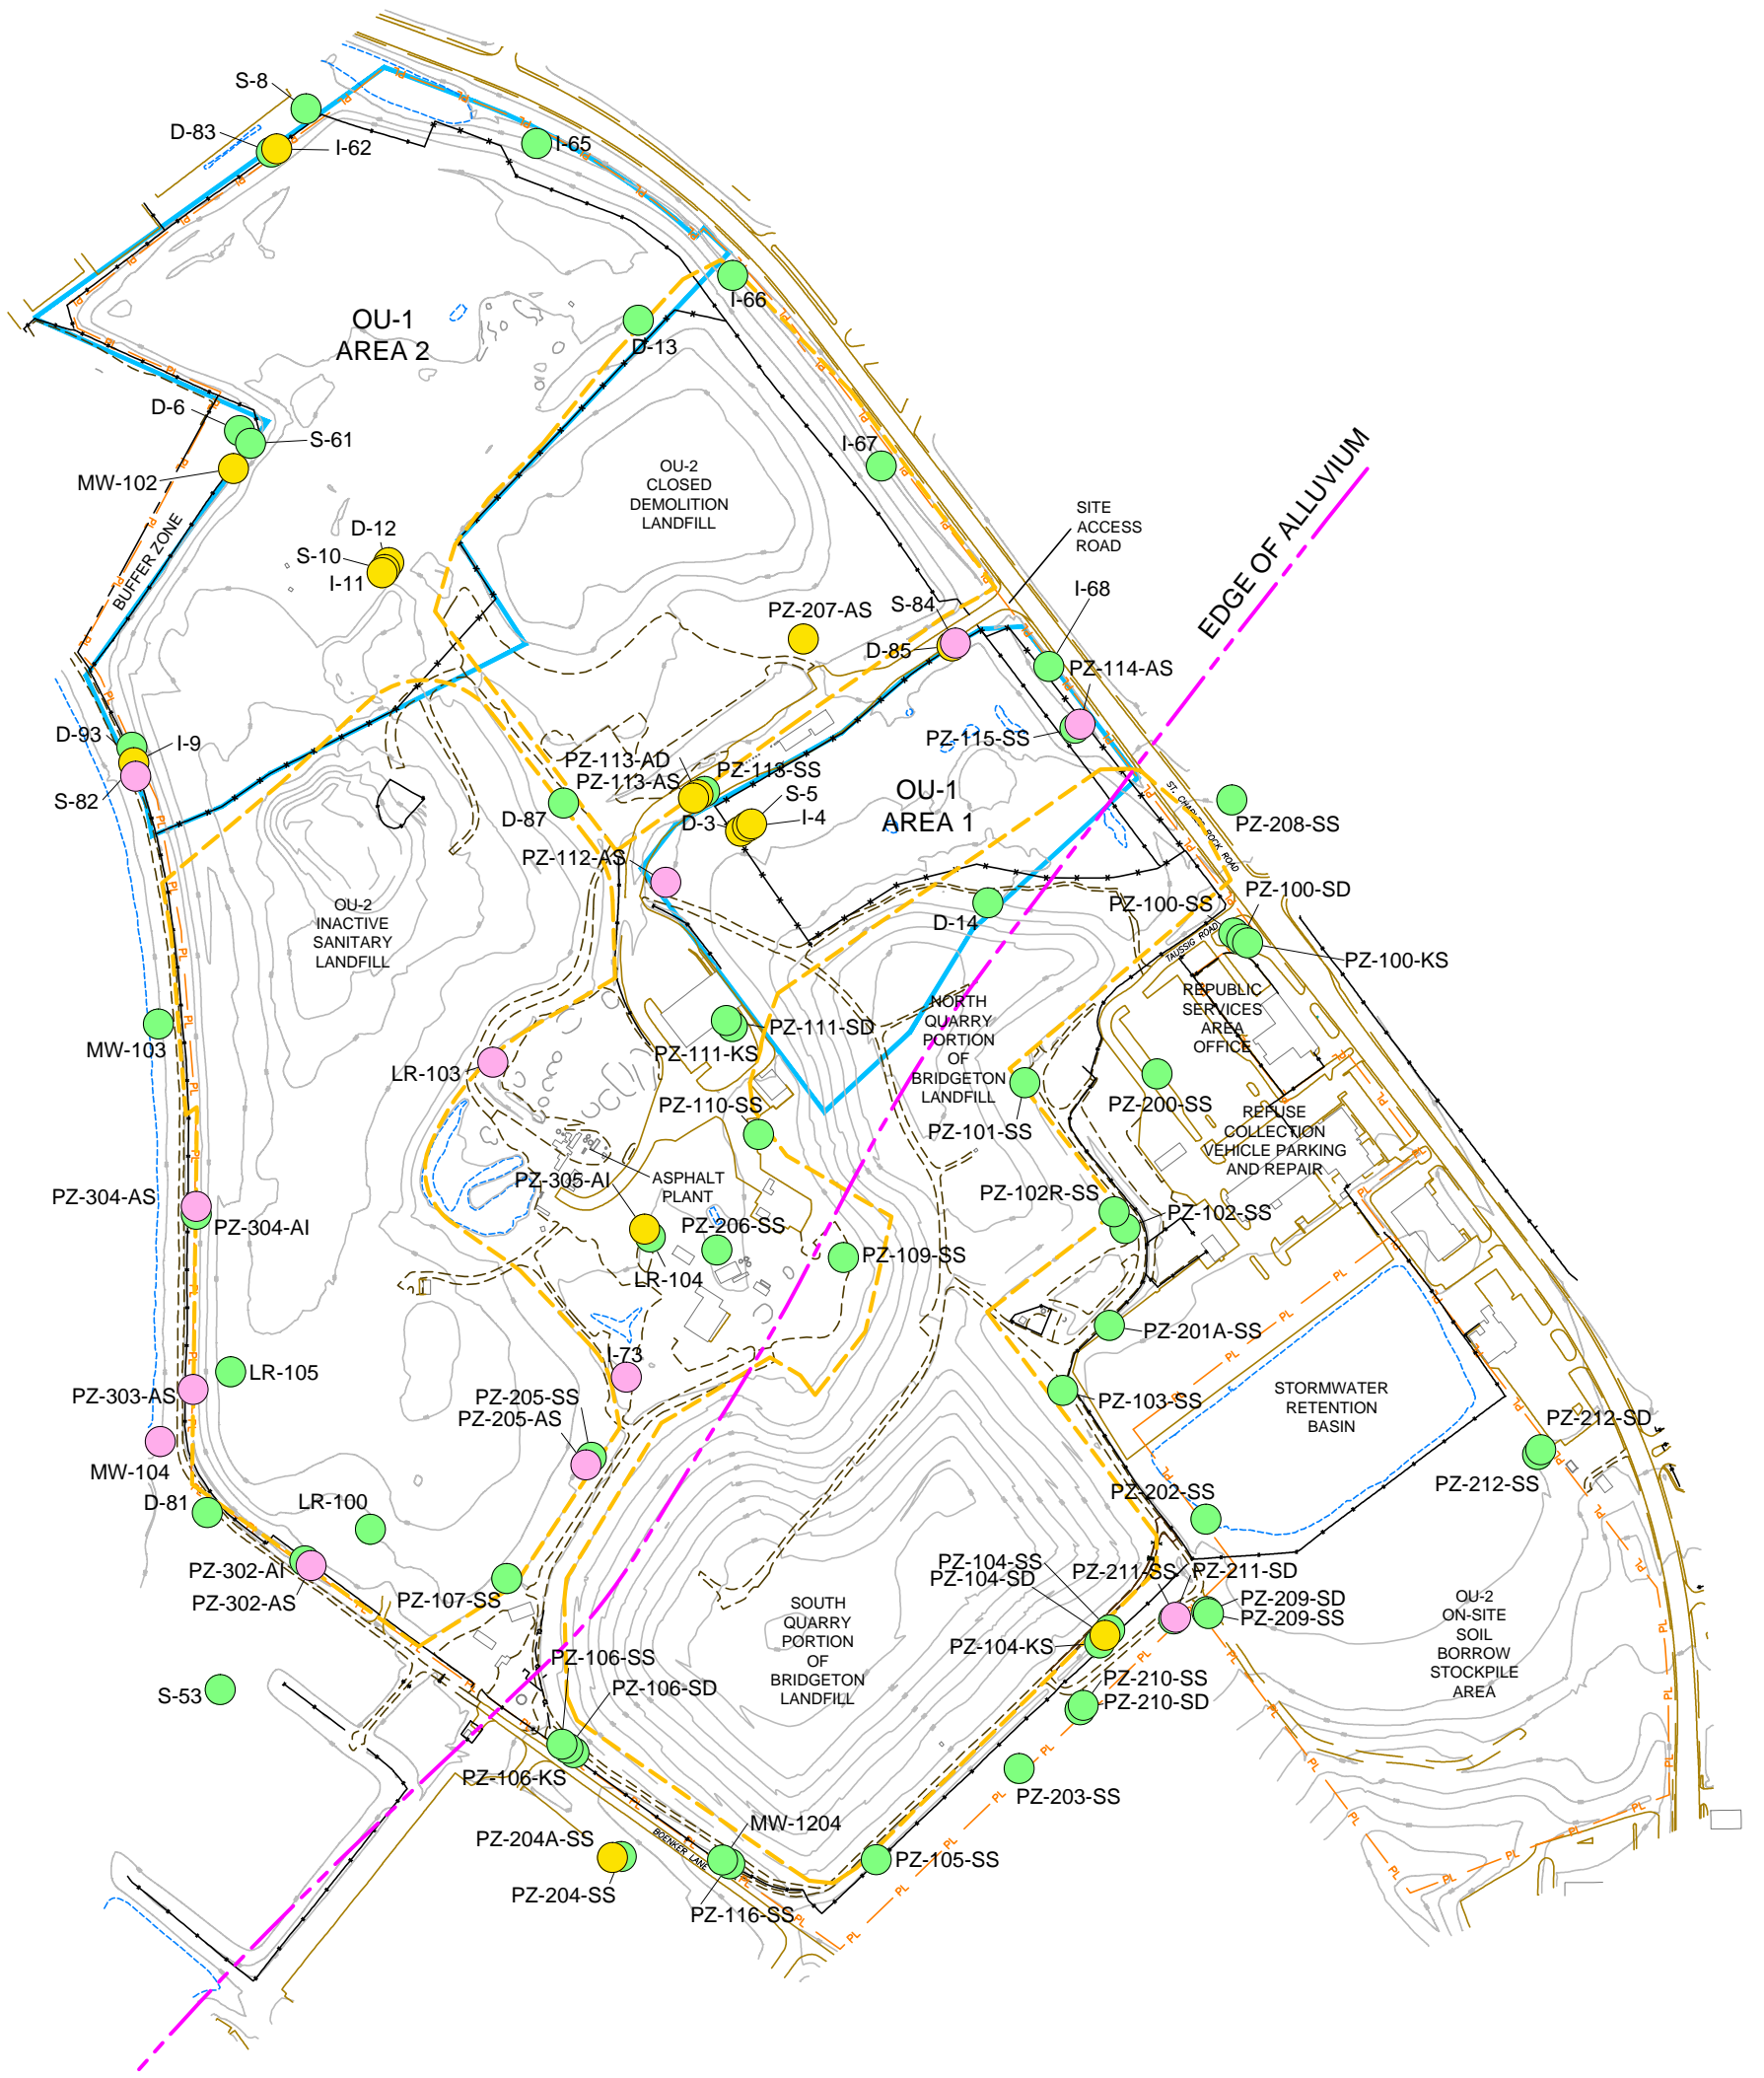 S-8
D-83
I-62
I-65
OU-1
AREA 2
I-66
D-13
D-6
S-61
MW-102
I-67
OU-2
CLOSED
DEMOLITION
LANDFILL
SITE
ACCESS
ROAD
EDGE OF ALLUVIUM
BUFFER ZONE
D-12
S-10
I-11
PZ-207-AS
S-84
D-85
I-68
PZ-114-AS
PZ-115-SS
D-93
I-9
S-82
PZ-113-AD
PZ-113-AS
PZ-113-SS
S-5
I-4
D-3
D-87
OU-1
AREA 1
ST. CHARLES ROCK ROAD
PZ-208-SS
PZ-112-AS
D-14
PZ-100-SS
PZ-100-SD
PZ-100-KS
TAUSSIG ROAD
OU-2
INACTIVE
SANITARY
LANDFILL
REPUBLIC
SERVICES
AREA
OFFICE
NORTH
QUARRY
PORTION
OF
BRIDGETON
LANDFILL
MW-103
PZ-111-SD
PZ-111-KS
LR-103
PZ-110-SS
PZ-101-SS
PZ-200-SS
REFUSE
COLLECTION
VEHICLE PARKING
AND REPAIR
PZ-304-AS
PZ-304-AI
PZ-305-AI
ASPHALT
PLANT
PZ-206-SS
LR-104
PZ-109-SS
PZ-102R-SS
PZ-102-SS
PZ-201A-SS
LR-105
PZ-303-AS
I-73
PZ-205-SS
PZ-205-AS
PZ-103-SS
STORMWATER
RETENTION
BASIN
PZ-212-SD
PZ-212-SS
MW-104
D-81
LR-100
PZ-302-AI
PZ-302-AS
PZ-107-SS
PZ-202-SS
PZ-104-SS
PZ-104-SD
PZ-211-SS
PZ-211-SD
PZ-209-SD
PZ-209-SS
PZ-104-KS
SOUTH
QUARRY
PORTION
OF
BRIDGETON
LANDFILL
OU-2
ON-SITE
SOIL
BORROW
STOCKPILE
AREA
PZ-106-SS
PZ-106-SD
PZ-210-SS
PZ-210-SD
S-53
PZ-106-KS
PZ-203-SS
MW-1204
PZ-204A-SS
BOENKER LANE
PZ-105-SS
PZ-204-SS
PZ-116-SS